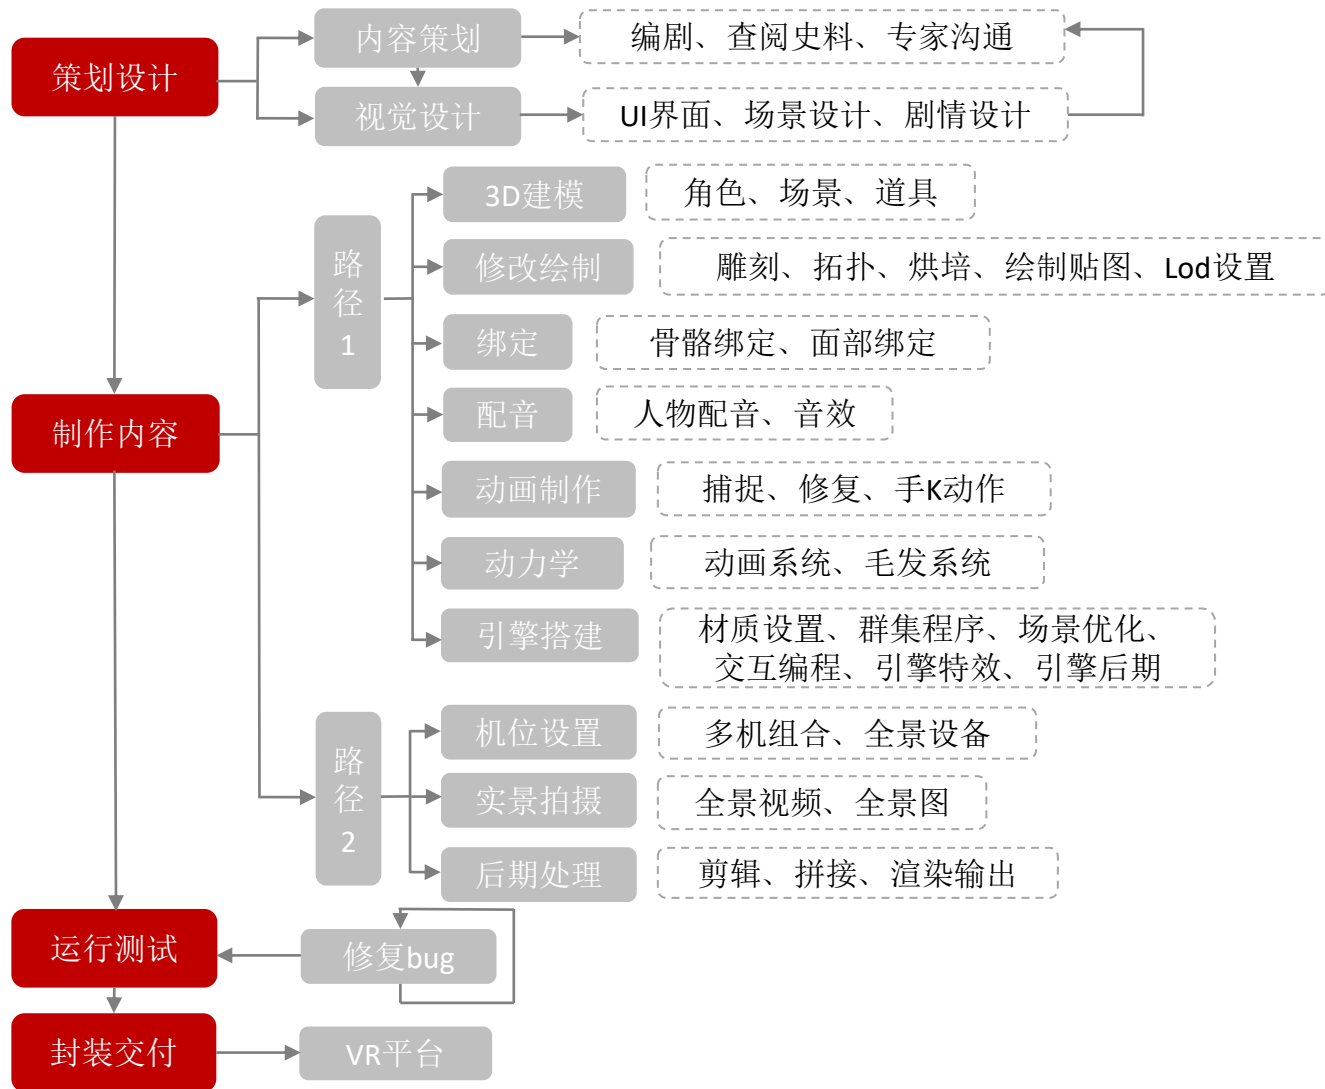 策划设计
内容策划
编剧、查阅史料、专家沟通
视觉设计
UI界面、场景设计、剧情设计
制作内容
路径1
3D建模
角色、场景、道具
修改绘制
雕刻、拓扑、烘培、绘制贴图、Lod设置
绑定
骨骼绑定、面部绑定
配音
人物配音、音效
动画制作
捕捉、修复、手K动作
动力学
动画系统、毛发系统
引擎搭建
材质设置、群集程序、场景优化、
交互编程、引擎特效、引擎后期
路径2
机位设置
多机组合、全景设备
实景拍摄
全景视频、全景图
后期处理
剪辑、拼接、渲染输出
运行测试
修复bug
封装交付
VR平台